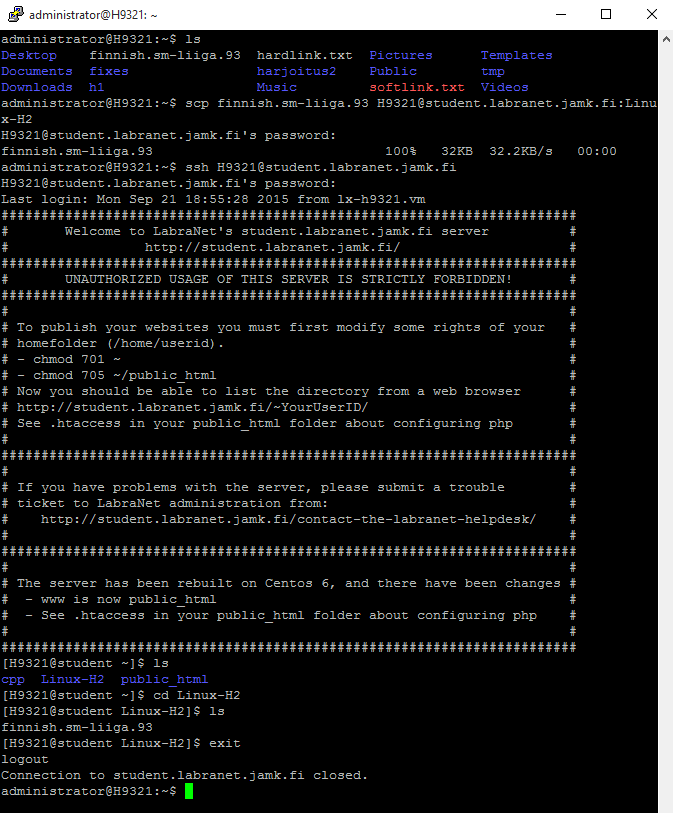 administrator@H9321: ~
administrator@H9321:~$ ls
Desktop    finnish.sm-liiga.93  hardlink.txt  Pictures      Templates
Documents  fixes                harjoitus2    Public        tmp
Downloads  h1                   Music         softlink.txt  Videos
administrator@H9321:~$ scp finnish.sm-liiga.93 H9321@student.labranet.jamk.fi:Linu
x-H2
H9321@student.labranet.jamk.fi's password:
finnish.sm-liiga.93                             100%   32KB  32.2KB/s   00:00
administrator@H9321:~$ ssh H9321@student.labranet.jamk.fi
H9321@student.labranet.jamk.fi's password:
Last login: Mon Sep 21 18:55:28 2015 from lx-h9321.vm
########################################################################
#       Welcome to LabraNet's student.labranet.jamk.fi server          #
#                 http://student.labranet.jamk.fi/                     #
########################################################################
#       UNAUTHORIZED USAGE OF THIS SERVER IS STRICTLY FORBIDDEN!       #
########################################################################
#                                                                      #
# To publish your websites you must first modify some rights of your   #
# homefolder (/home/userid).                                           #
# - chmod 701 ~                                                        #
# - chmod 705 ~/public_html                                            #
# Now you should be able to list the directory from a web browser      #
# http://student.labranet.jamk.fi/~YourUserID/                         #
# See .htaccess in your public_html folder about configuring php       #
#                                                                      #
########################################################################
#                                                                      #
# If you have problems with the server, please submit a trouble        #
# ticket to LabraNet administration from:                              #
#    http://student.labranet.jamk.fi/contact-the-labranet-helpdesk/    #
#                                                                      #
########################################################################
#                                                                      #
# The server has been rebuilt on Centos 6, and there have been changes #
#  - www is now public_html                                            #
#  - See .htaccess in your public_html folder about configuring php    #
#                                                                      #
########################################################################
[H9321@student ~]$ ls
cpp  Linux-H2  public_html
[H9321@student ~]$ cd Linux-H2
[H9321@student Linux-H2]$ ls
finnish.sm-liiga.93
[H9321@student Linux-H2]$ exit
logout
Connection to student.labranet.jamk.fi closed.
administrator@H9321:~$